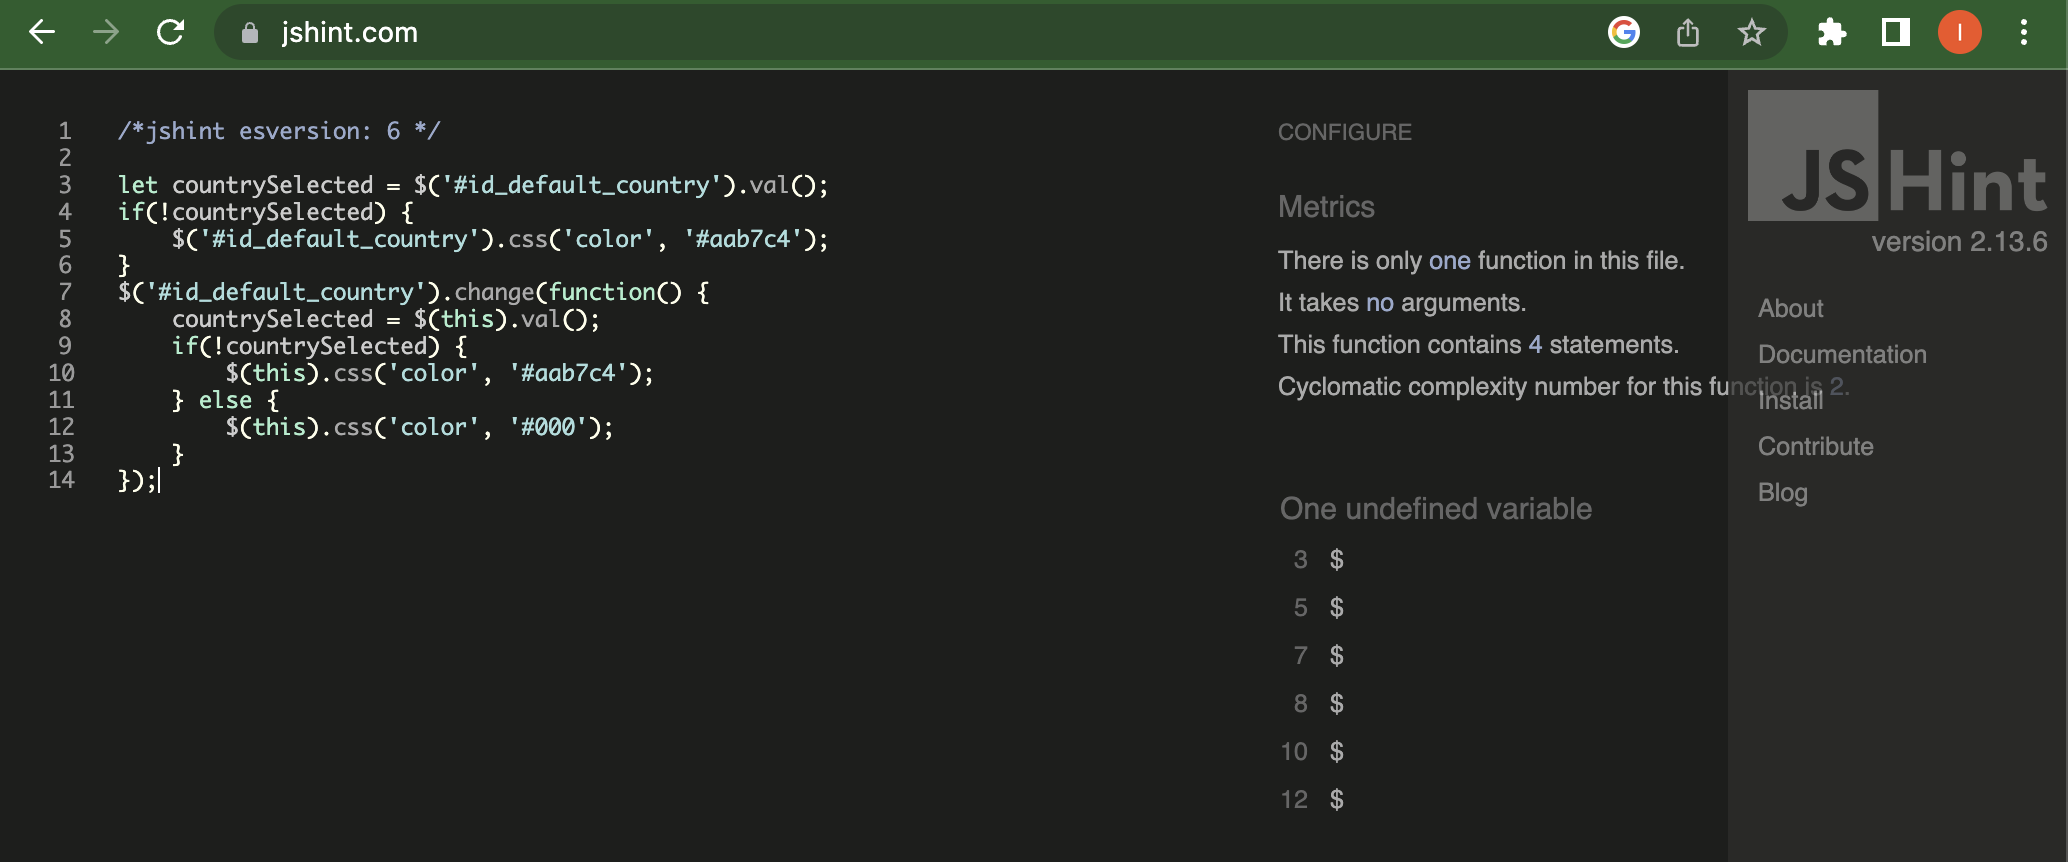 jshint.com
1 /*jshint esversion: 6 */
2
3 let countrySelected = $('#id_default_country').val();
4 if(!countrySelected) {
5     $('#id_default_country').css('color', '#aab7c4');
6 }
7 $('#id_default_country').change(function() {
8     countrySelected = $(this).val();
9     if(!countrySelected) {
10         $(this).css('color', '#aab7c4');
11     } else {
12         $(this).css('color', '#000');
13     }
14 });
CONFIGURE
Metrics
There is only one function in this file.
It takes no arguments.
This function contains 4 statements.
Cyclomatic complexity number for this function is 2.
One undefined variable
3 $
5 $
7 $
8 $
10 $
12 $
JSHint
version 2.13.6
About
Documentation
Install
Contribute
Blog
I